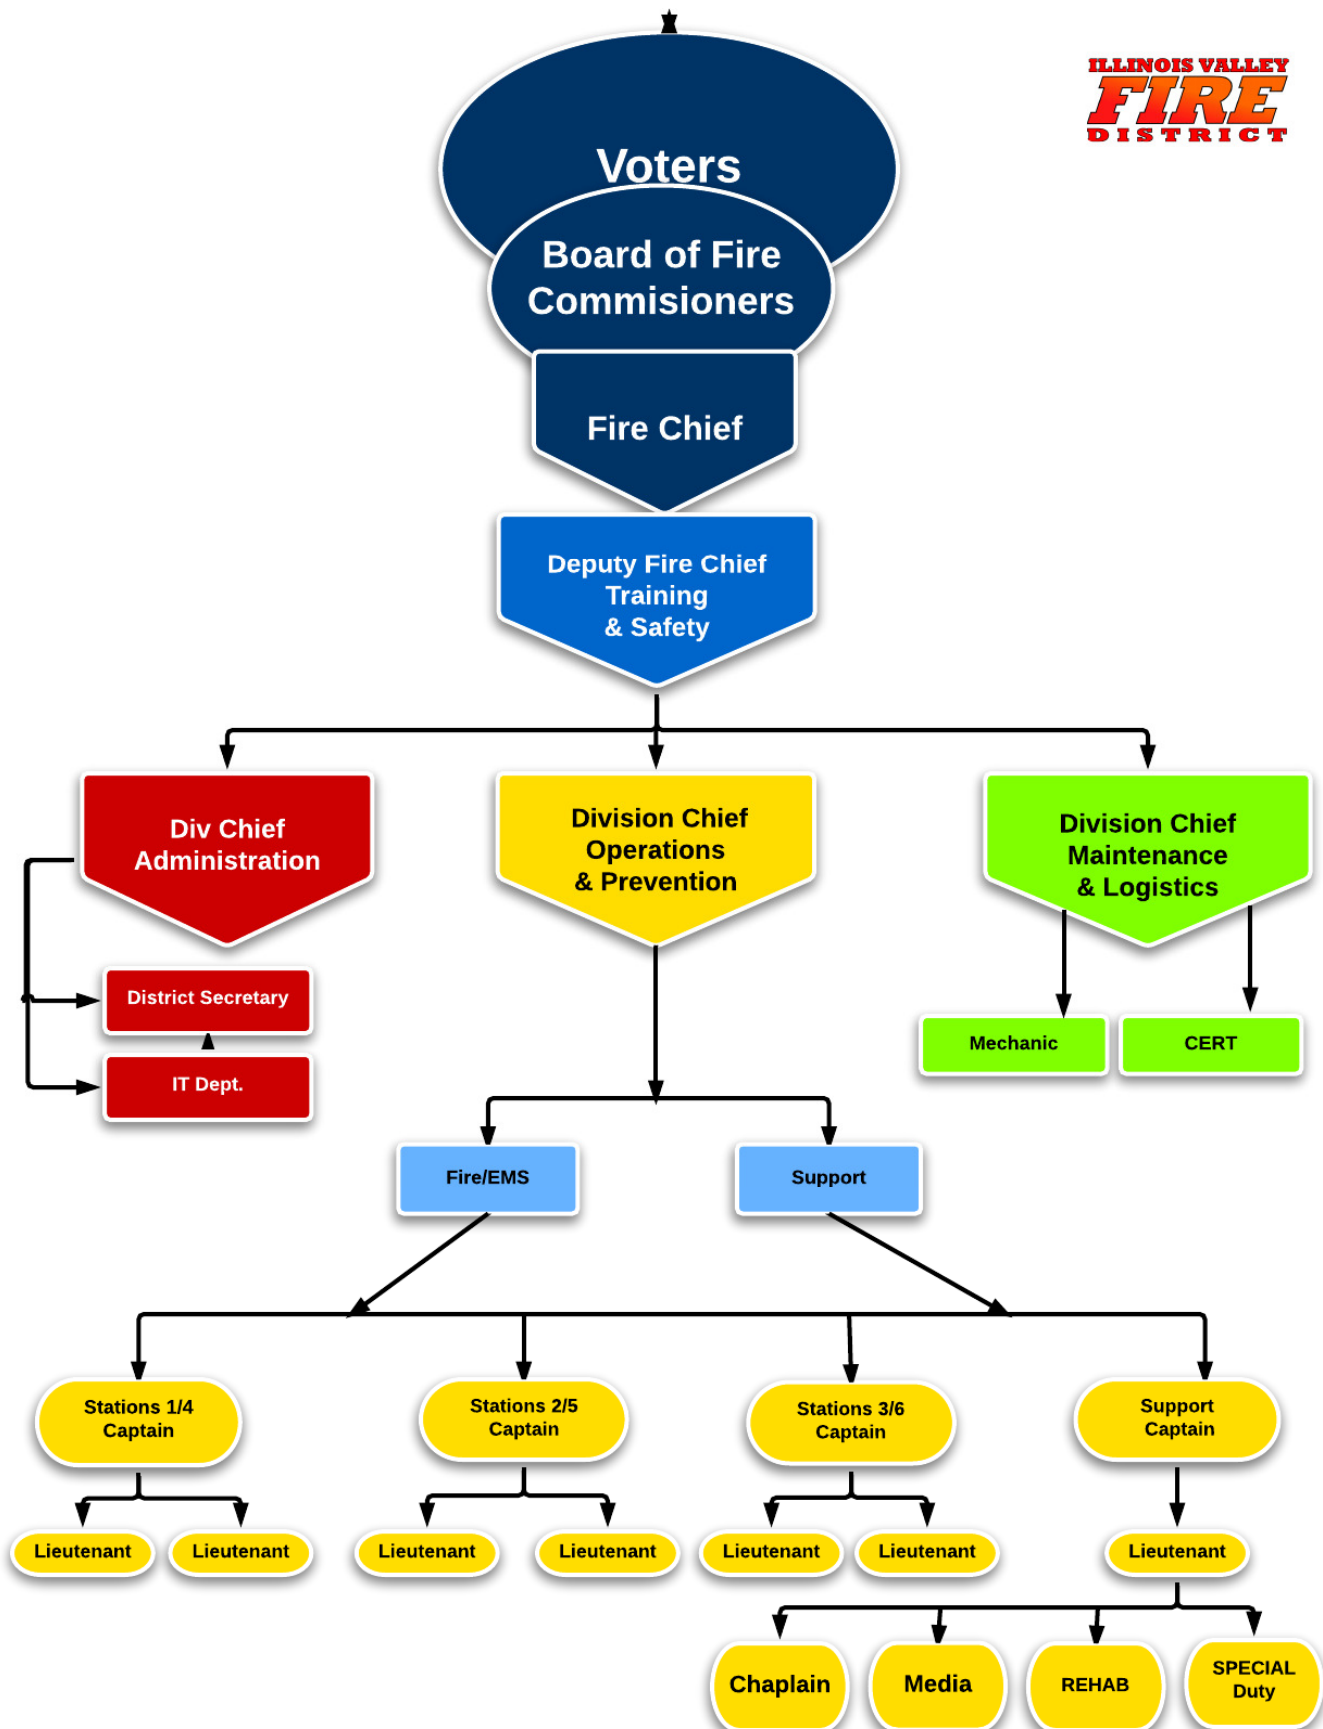 ILLINOIS VALLEY
FIRE
DISTRICT
Voters
Board of Fire
Commisioners
Fire Chief
Deputy Fire Chief
Training
& Safety
Div Chief
Administration
Division Chief
Operations
& Prevention
Division Chief
Maintenance
& Logistics
District Secretary
IT Dept.
Mechanic
CERT
Fire/EMS
Support
Stations 1/4
Captain
Stations 2/5
Captain
Stations 3/6
Captain
Support
Captain
Lieutenant
Lieutenant
Lieutenant
Lieutenant
Lieutenant
Lieutenant
Lieutenant
Chaplain
Media
REHAB
SPECIAL
Duty